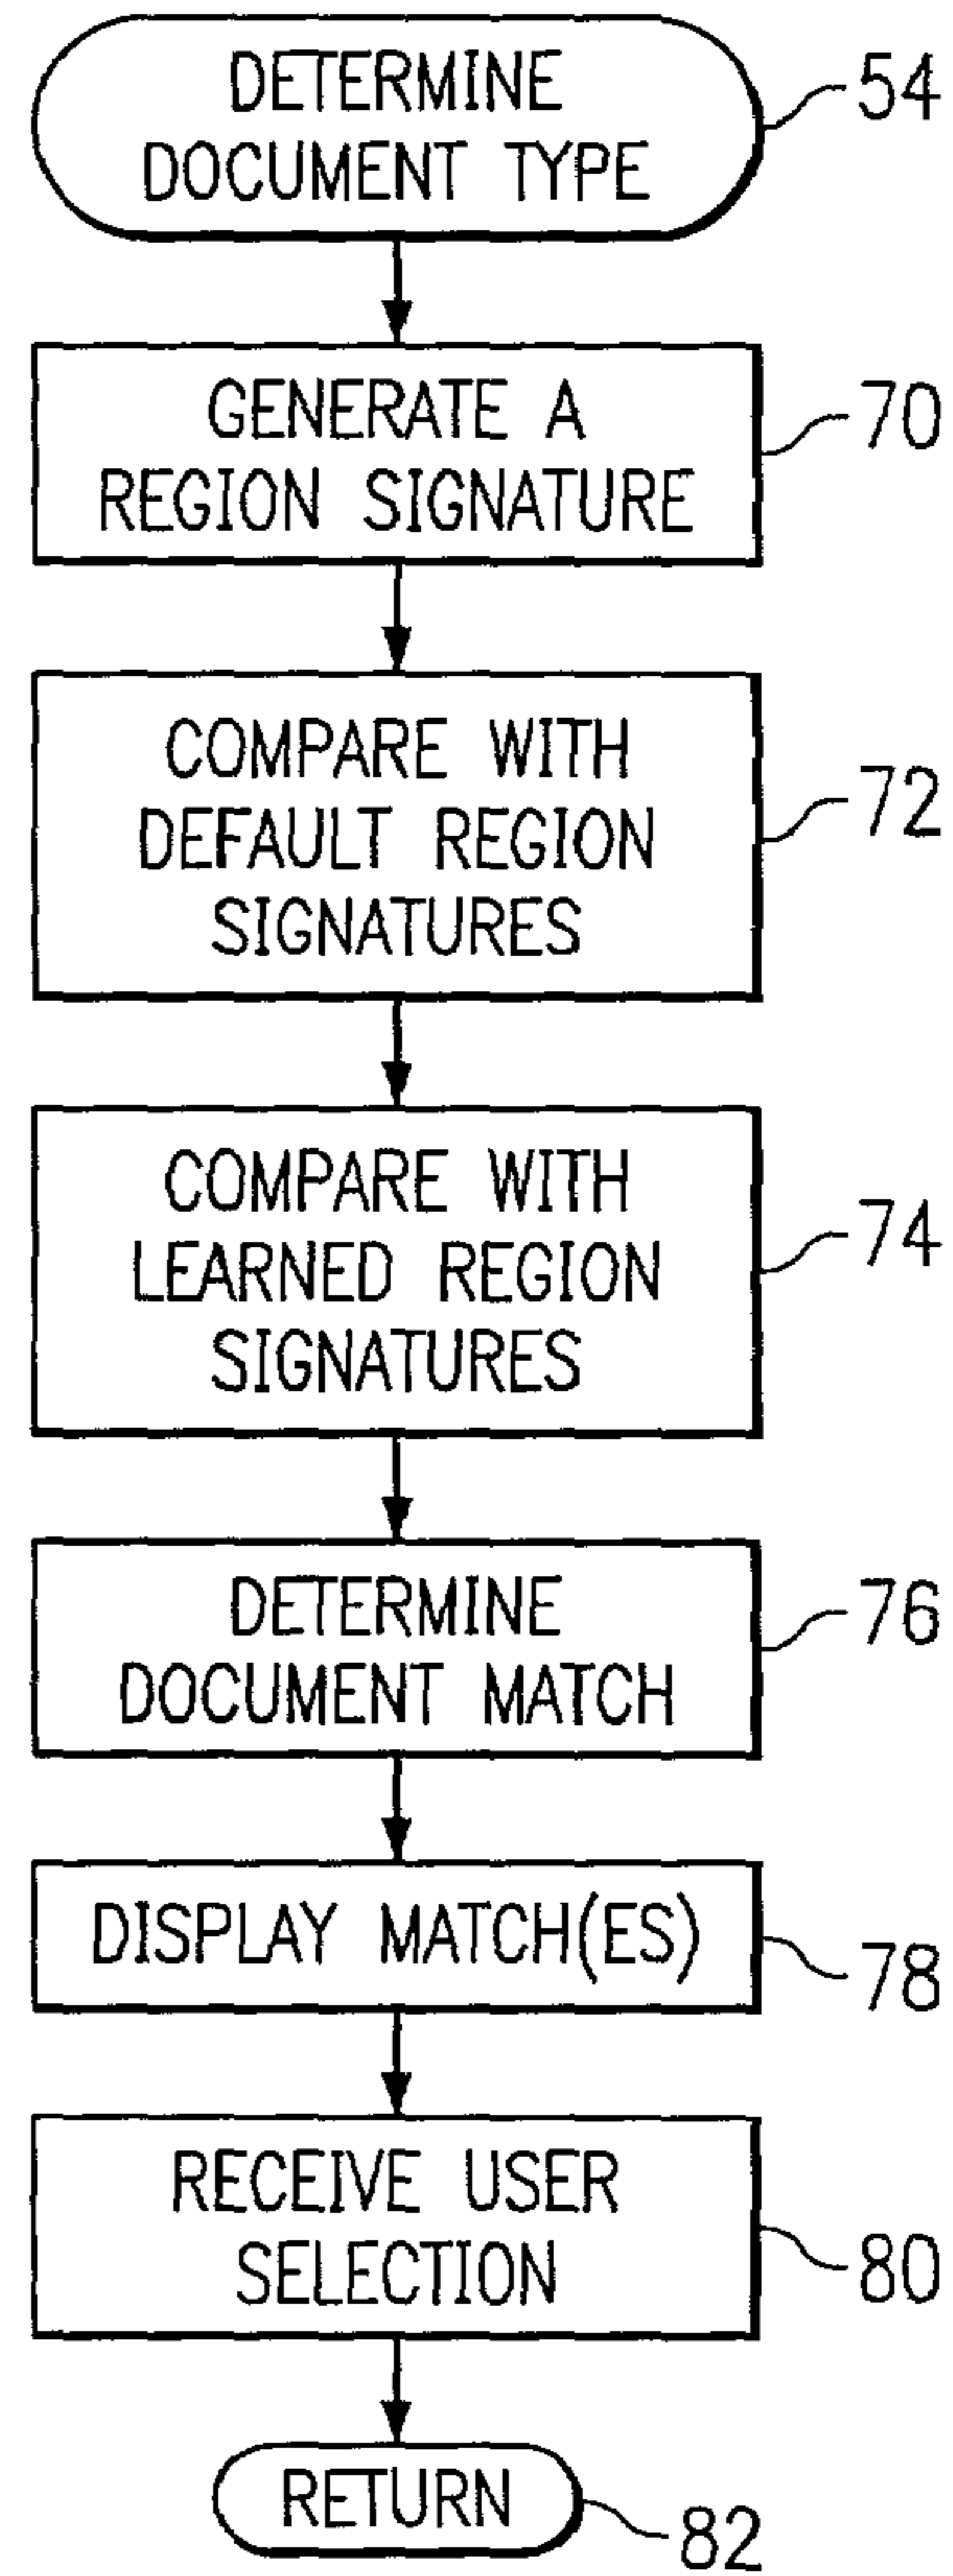 DETERMINE
DOCUMENT TYPE
54
GENERATE A
REGION SIGNATURE
70
COMPARE WITH
DEFAULT REGION
SIGNATURES
72
COMPARE WITH
LEARNED REGION
SIGNATURES
74
DETERMINE
DOCUMENT MATCH
76
DISPLAY MATCH(ES)
78
RECEIVE USER
SELECTION
80
RETURN
82